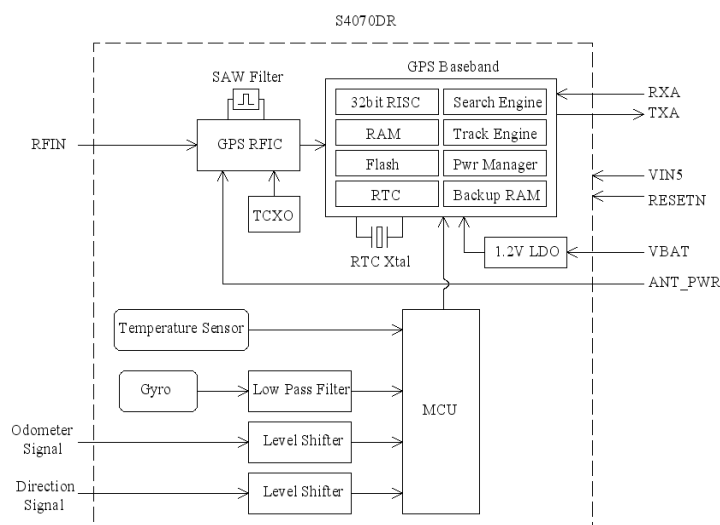 S4070DR
GPS Baseband
SAW Filter
RXA
32bit RISC
Search Engine
TXA
RFIN
GPS RFIC
RAM
Track Engine
Flash
Pwr Manager
VIN5
TCXO
RTC
Backup RAM
RESETN
RTC Xtal
1.2V LDO
VBAT
ANT_PWR
Temperature Sensor
Gyro
Low Pass Filter
MCU
Odometer
Signal
Level Shifter
Direction
Signal
Level Shifter